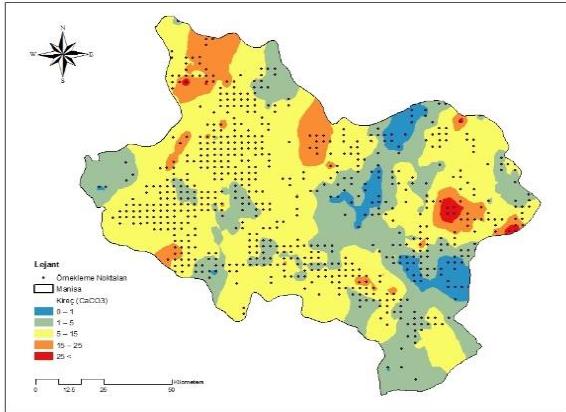 N
W E
S
Lejant
Örnekleme Noktaları
Manisa
Kireç (CaCO3)
0 – 1
1 – 5
5 – 15
15 – 25
25 <
0 12.5 25 50
Kilometers